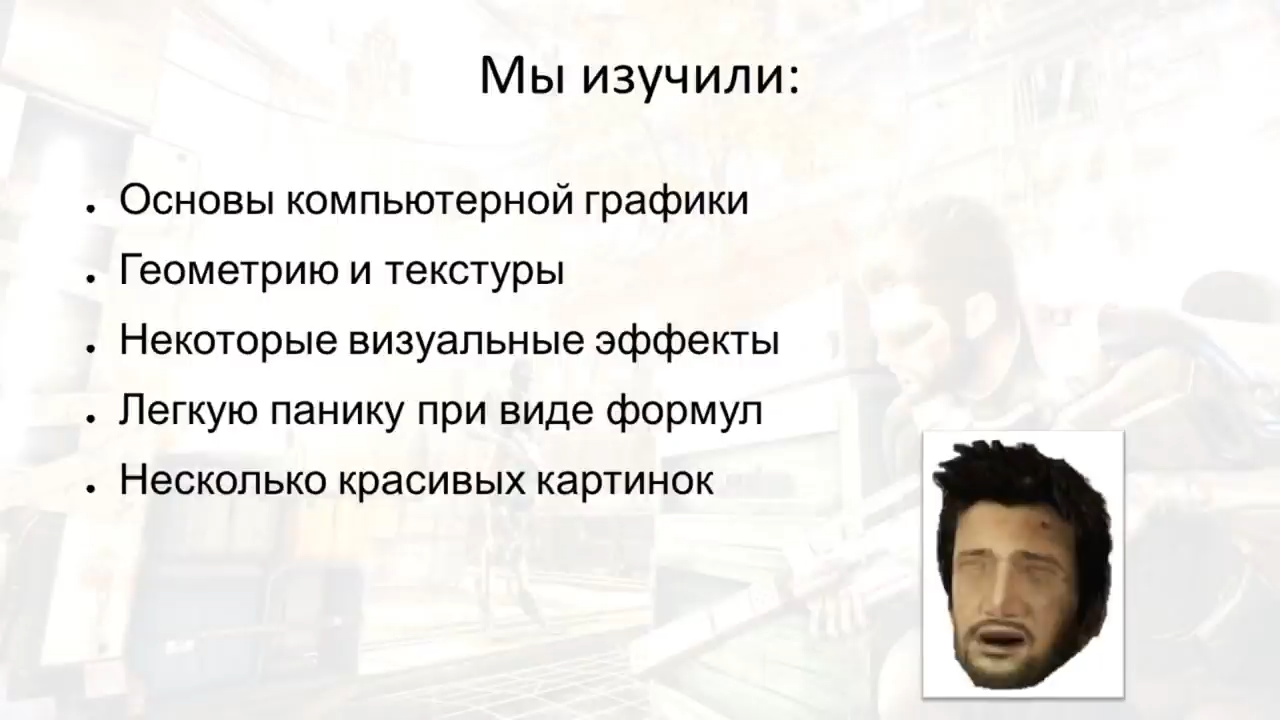 Мы изучили:
Основы компьютерной графики
Геометрию и текстуры
Некоторые визуальные эффекты
Легкую панику при виде формул
Несколько красивых картинок